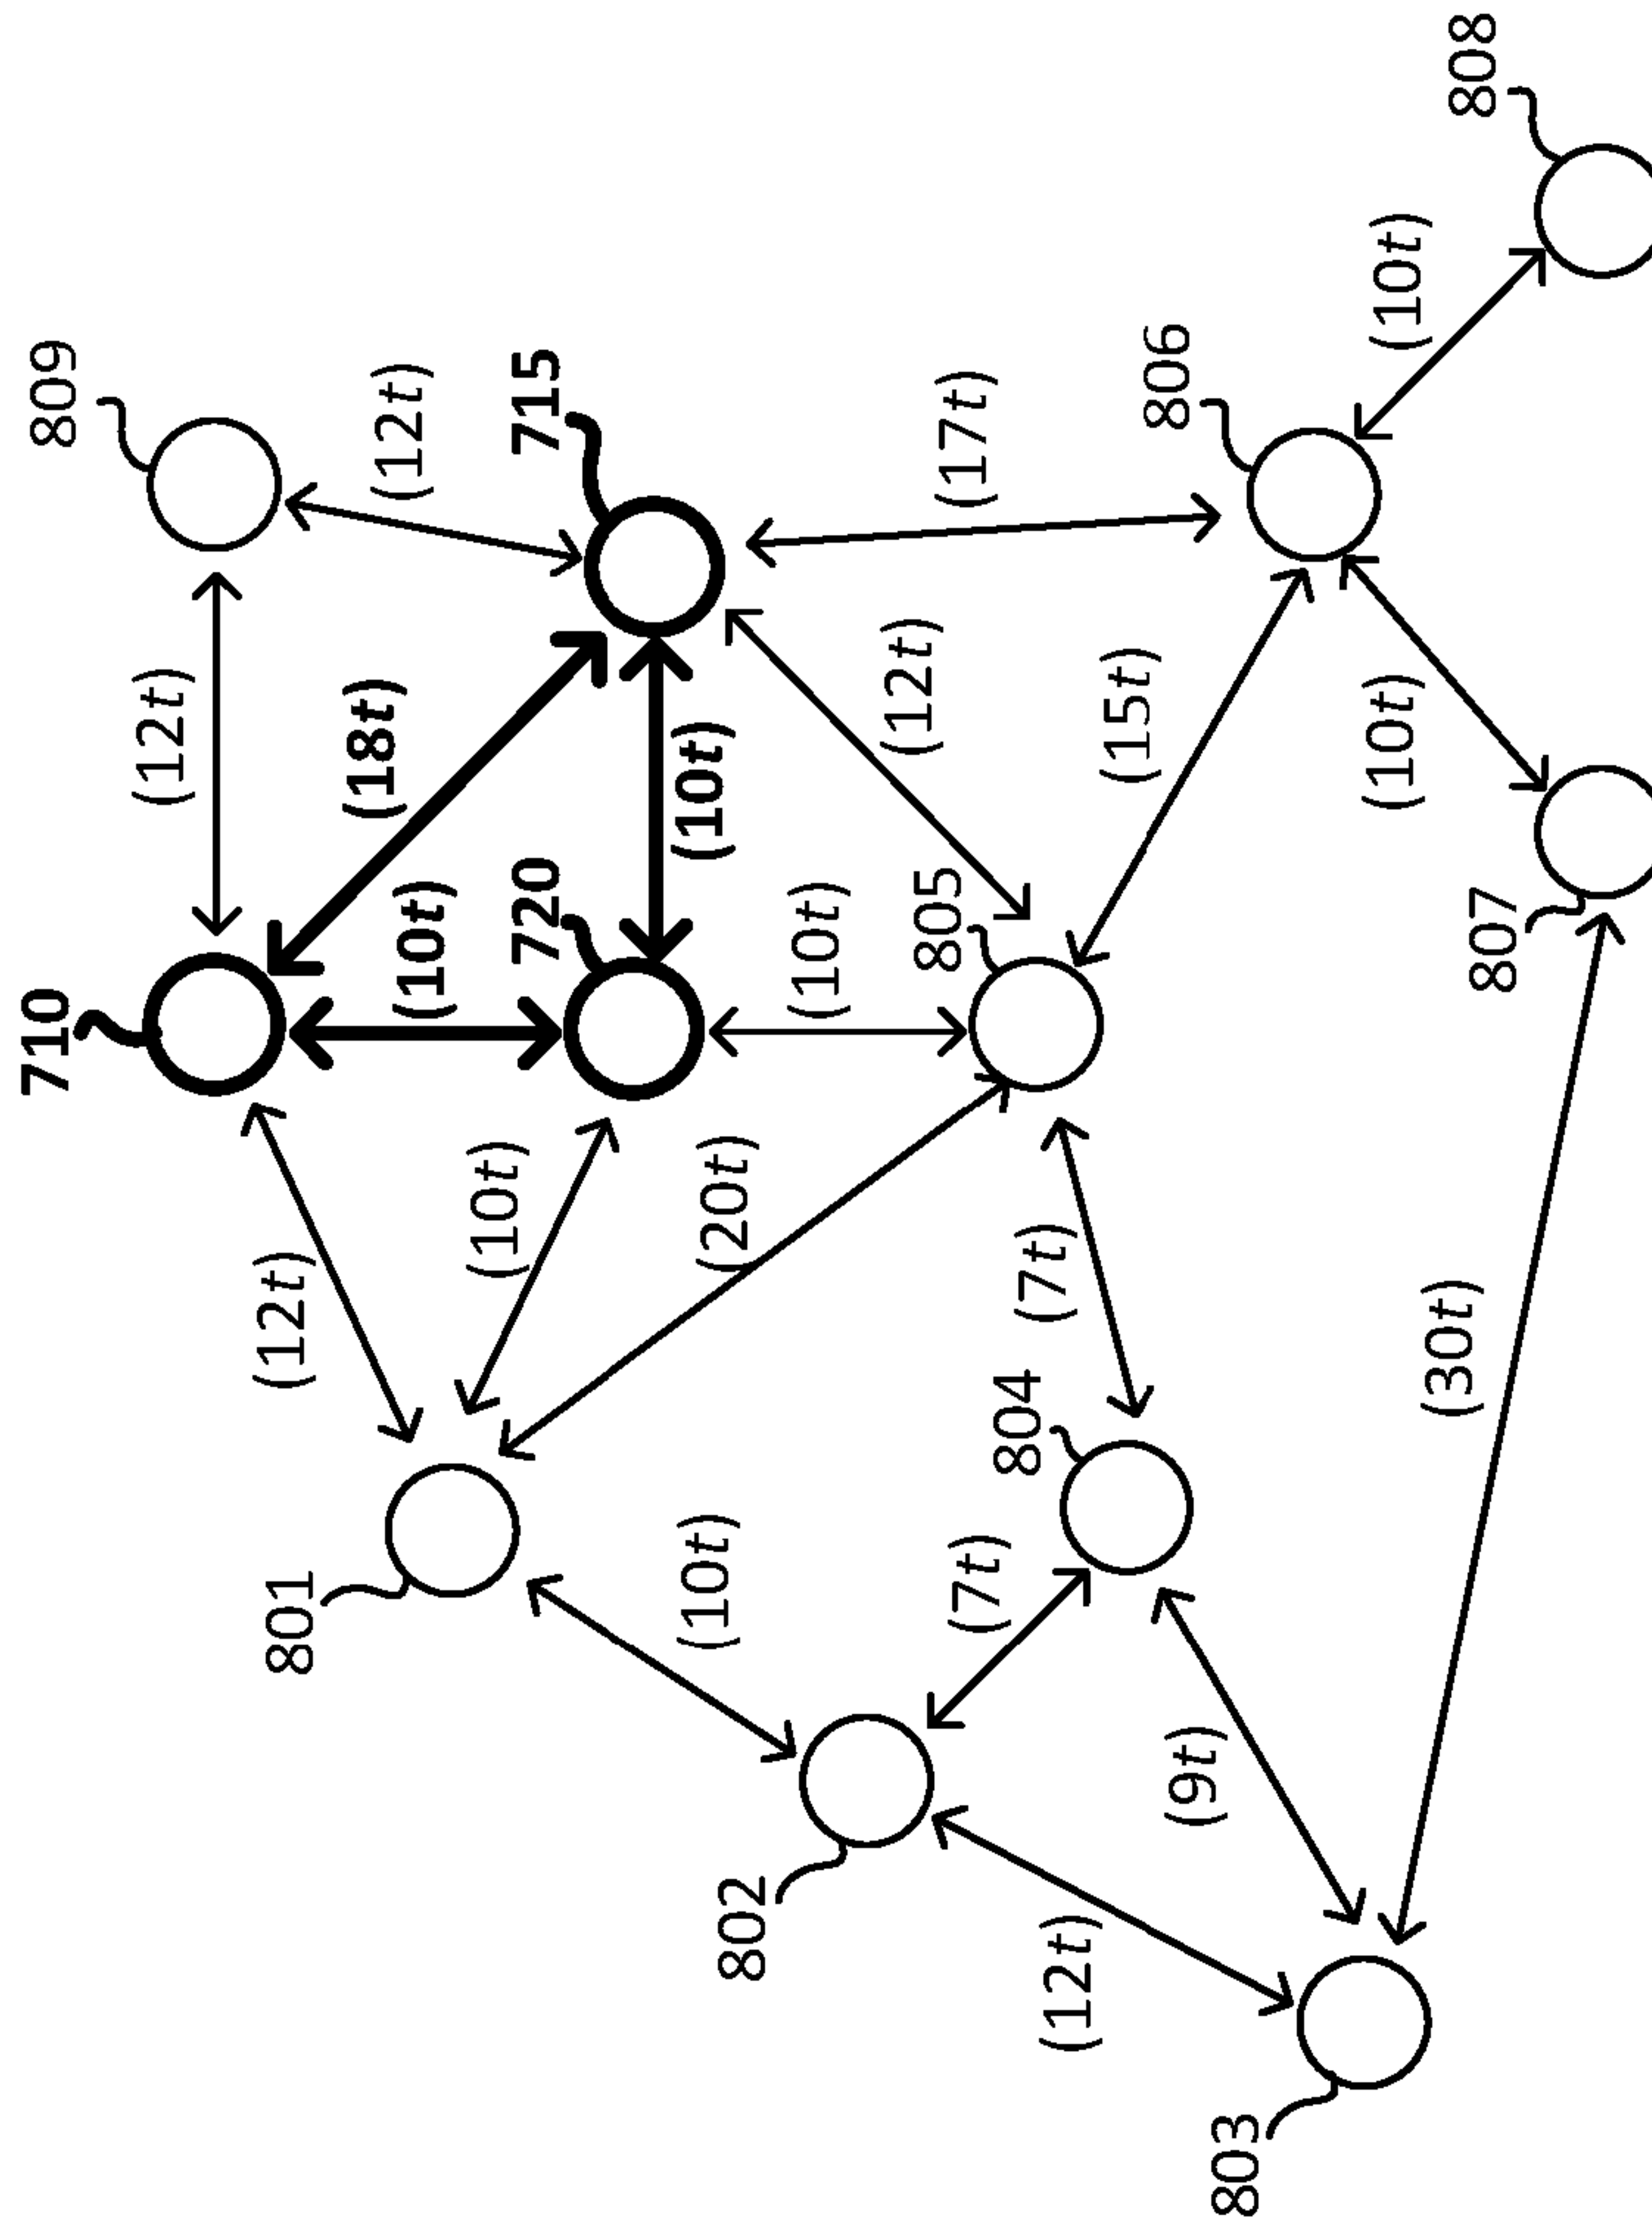 803
802
801
(12t)
(9t)
(7t)
(10t)
804
(12t)
(30t)
(7t)
(20t)
(10t)
710
(10t)
720
805
(10t)
807
(12t)
(18t)
(10t)
(12t)
(15t)
(10t)
809
(12t)
715
(17t)
806
(10t)
808